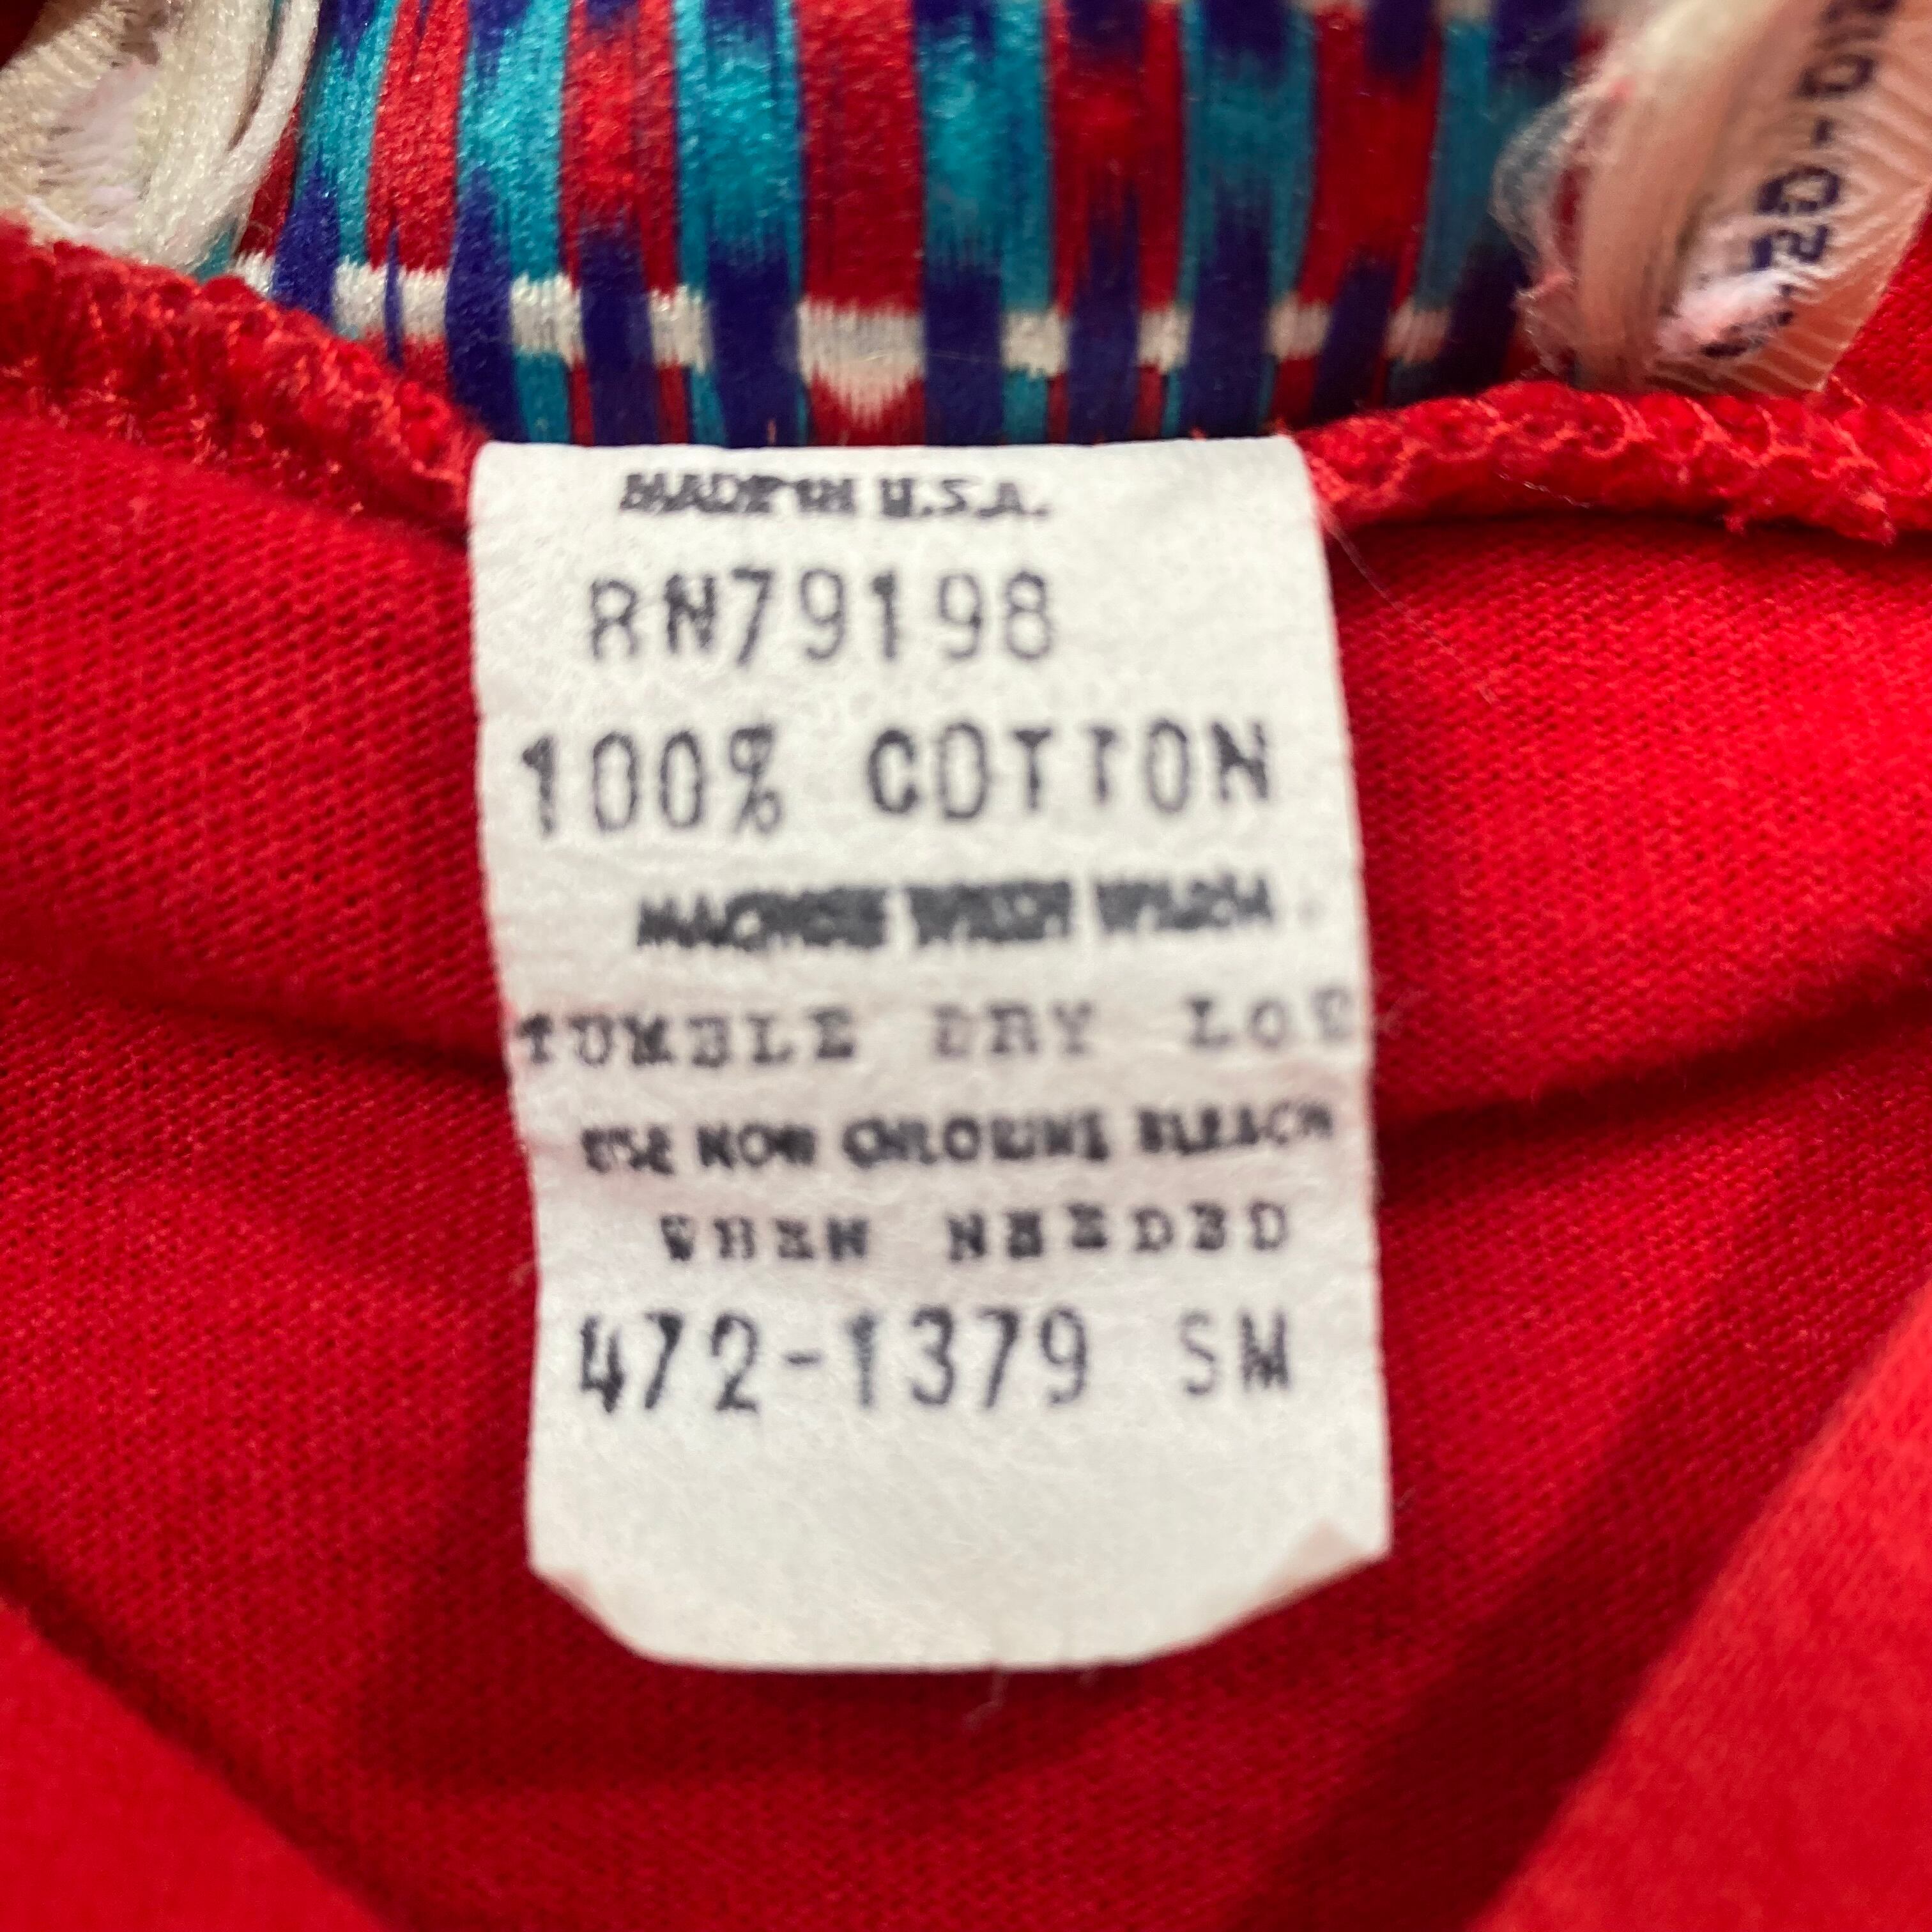 MADE IN U.S.A.
RN79198
100% COTTON
MACHINE WASH WARM
TUMBLE DRY LOW
USE NON CHLORINE BLEACH
WHEN NEEDED
472-1379 SM